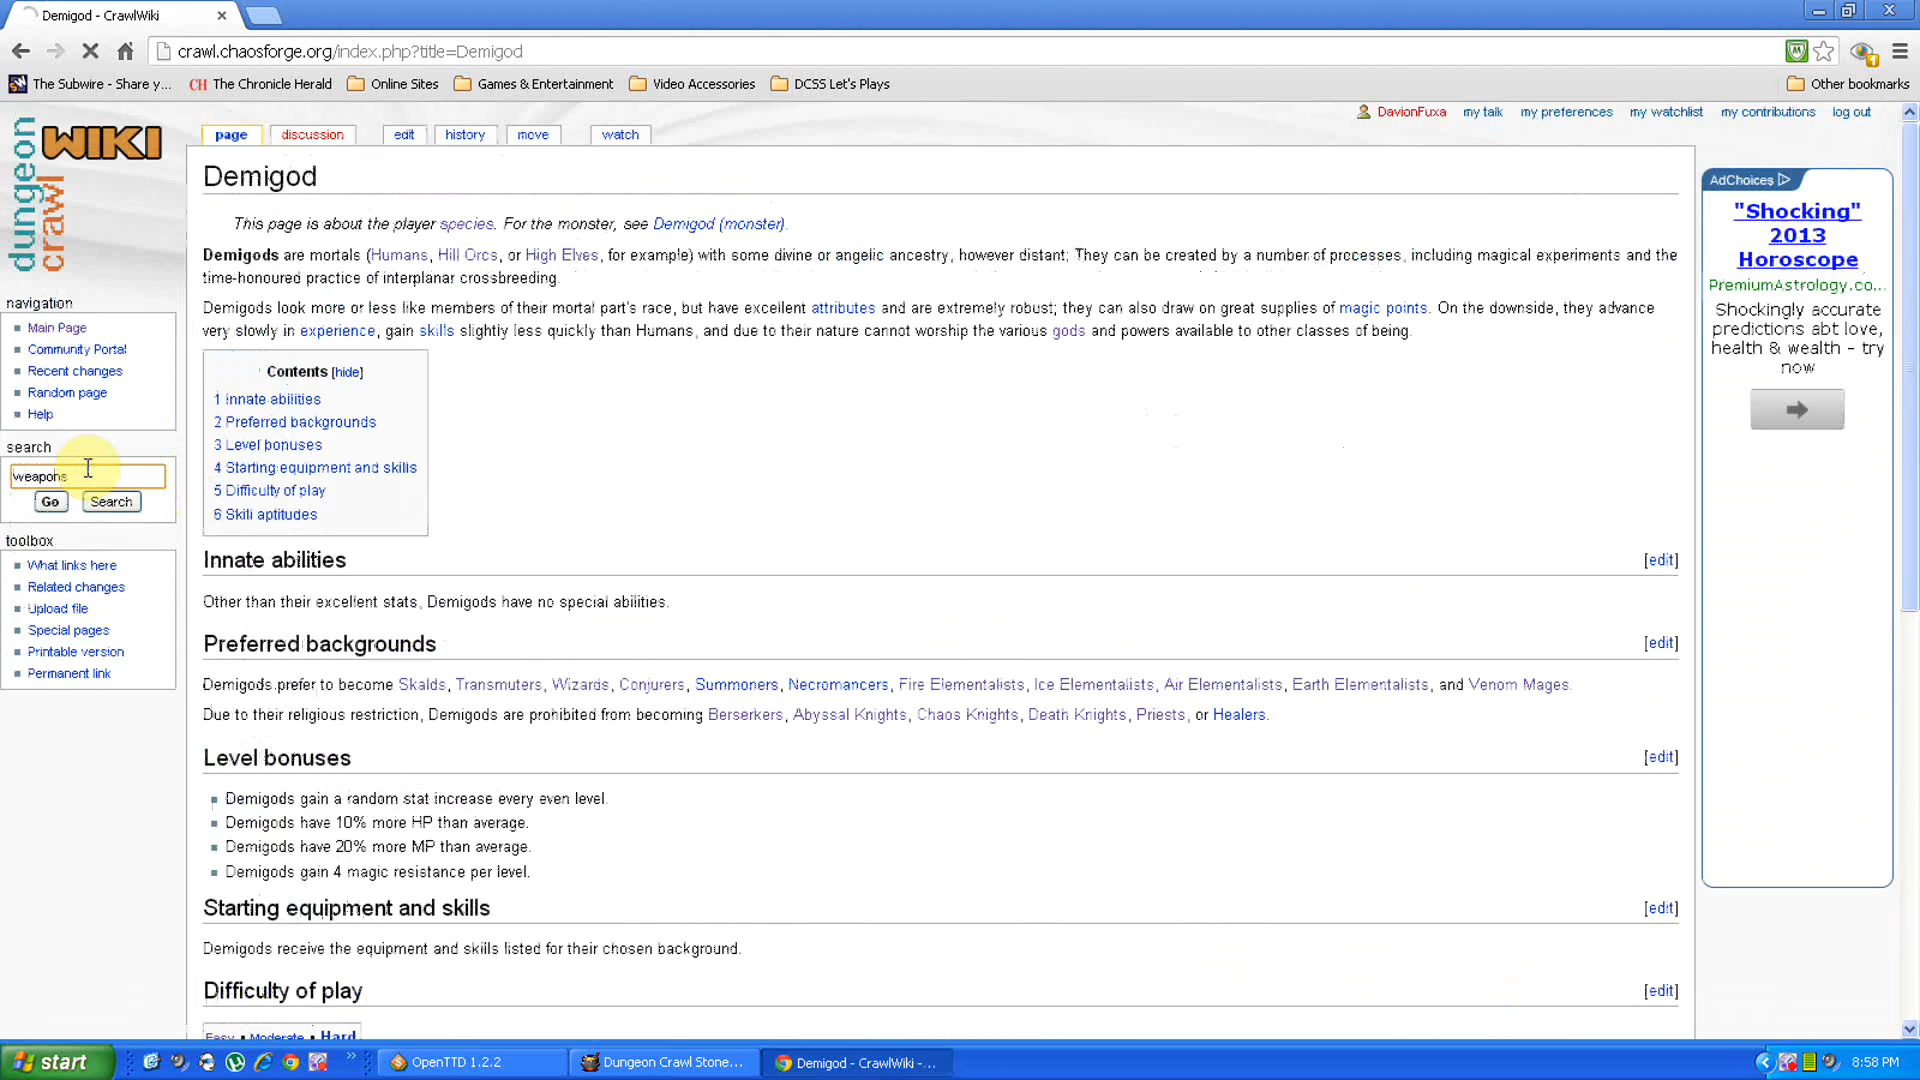 Demigod - CrawlWiki
crawl.chaosforge.org/index.php?title=Demigod
The Subwire - Share y... CH The Chronicle Herald Online Sites Games & Entertainment Video Accessories DCSS Let's Plays Other bookmarks
DavionFuxa my talk my preferences my watchlist my contributions log out
dungeon crawl WIKI
page discussion edit history move watch
Demigod
This page is about the player species. For the monster, see Demigod (monster).
Demigods are mortals (Humans, Hill Orcs, or High Elves, for example) with some divine or angelic ancestry, however distant; They can be created by a number of processes, including magical experiments and the
time-honoured practice of interplanar crossbreeding.
Demigods look more or less like members of their mortal part's race, but have excellent attributes and are extremely robust; they can also draw on great supplies of magic points. On the downside, they advance
very slowly in experience, gain skills slightly less quickly than Humans, and due to their nature cannot worship the various gods and powers available to other classes of being.
Contents [hide]
1 Innate abilities
2 Preferred backgrounds
3 Level bonuses
4 Starting equipment and skills
5 Difficulty of play
6 Skill aptitudes
Innate abilities [edit]
Other than their excellent stats, Demigods have no special abilities.
Preferred backgrounds [edit]
Demigods prefer to become Skalds, Transmuters, Wizards, Conjurers, Summoners, Necromancers, Fire Elementalists, Ice Elementalists, Air Elementalists, Earth Elementalists, and Venom Mages.
Due to their religious restriction, Demigods are prohibited from becoming Berserkers, Abyssal Knights, Chaos Knights, Death Knights, Priests, or Healers.
Level bonuses [edit]
Demigods gain a random stat increase every even level.
Demigods have 10% more HP than average.
Demigods have 20% more MP than average.
Demigods gain 4 magic resistance per level.
Starting equipment and skills [edit]
Demigods receive the equipment and skills listed for their chosen background.
Difficulty of play [edit]
Easy • Moderate • Hard
navigation
Main Page
Community Portal
Recent changes
Random page
Help
search
weapons
Go Search
toolbox
What links here
Related changes
Upload file
Special pages
Printable version
Permanent link
AdChoices
"Shocking"
2013
Horoscope
PremiumAstrology.co...
Shockingly accurate
predictions abt love,
health & wealth - try
now
start OpenTTD 1.2.2 Dungeon Crawl Stone... Demigod - CrawlWiki -... 8:58 PM